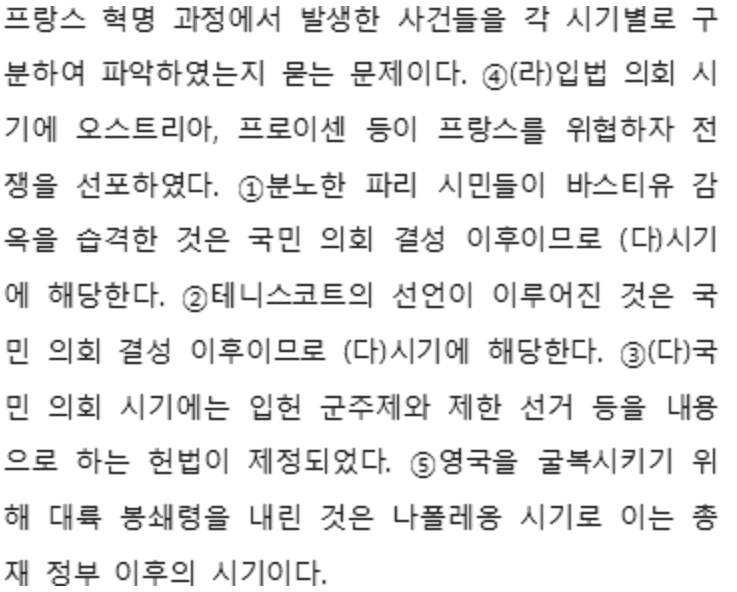 프랑스 혁명 과정에서 발생한 사건들을 각 시기별로 구
분하여 파악하였는지 묻는 문제이다. ④(라)입법 의회 시
기에 오스트리아, 프로이센 등이 프랑스를 위협하자 전
쟁을 선포하였다. ①분노한 파리 시민들이 바스티유 감
옥을 습격한 것은 국민 의회 결성 이후이므로 (다)시기
에 해당한다. ②테니스코트의 선언이 이루어진 것은 국
민 의회 결성 이후이므로 (다)시기에 해당한다. ③(다)국
민 의회 시기에는 입헌 군주제와 제한 선거 등을 내용
으로 하는 헌법이 제정되었다. ⑤영국을 굴복시키기 위
해 대륙 봉쇄령을 내린 것은 나폴레옹 시기로 이는 총
재 정부 이후의 시기이다.